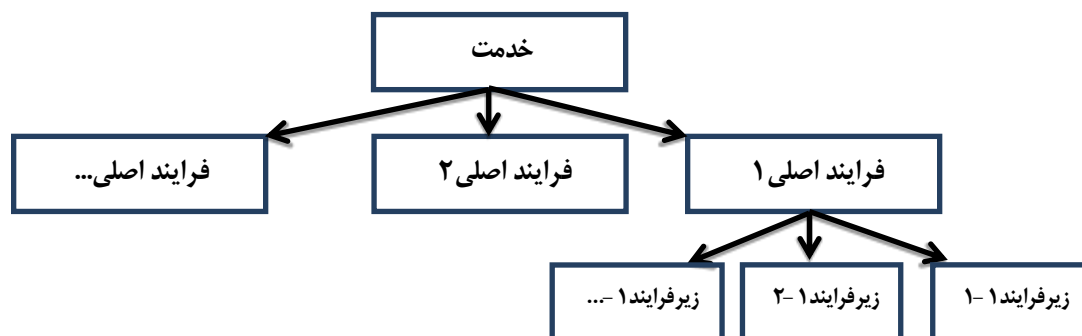 خدمت
فرایند اصلی۱
فرایند اصلی۲
فرایند اصلی...
زیرفرایند۱ -۱
زیرفرایند۱ -۲
زیرفرایند۱ -...